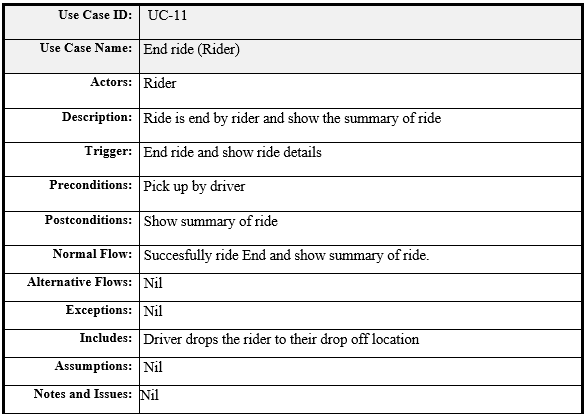 Use Case ID: UC-11
Use Case Name: End ride (Rider)
Actors: Rider
Description: Ride is end by rider and show the summary of ride
Trigger: End ride and show ride details
Preconditions: Pick up by driver
Postconditions: Show summary of ride
Normal Flow: Succesfully ride End and show summary of ride.
Alternative Flows: Nil
Exceptions: Nil
Includes: Driver drops the rider to their drop off location
Assumptions: Nil
Notes and Issues: Nil